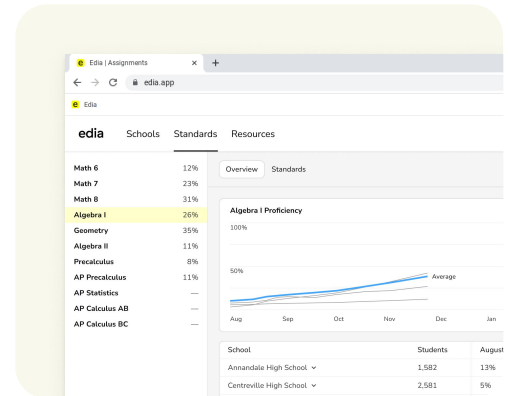 e Edia | Assignments × +
edia.app
e Edia
edia Schools Standards Resources
Math 6 12%
Math 7 23%
Math 8 31%
Algebra I 26%
Geometry 35%
Algebra II 11%
Precalculus 8%
AP Precalculus 11%
AP Statistics —
AP Calculus AB —
AP Calculus BC —
Overview Standards
Algebra I Proficiency
100%
50%
Average
Aug Sep Oct Nov Dec Jan
School Students August
Annandale High School 1,582 13%
Centreville High School 2,581 5%